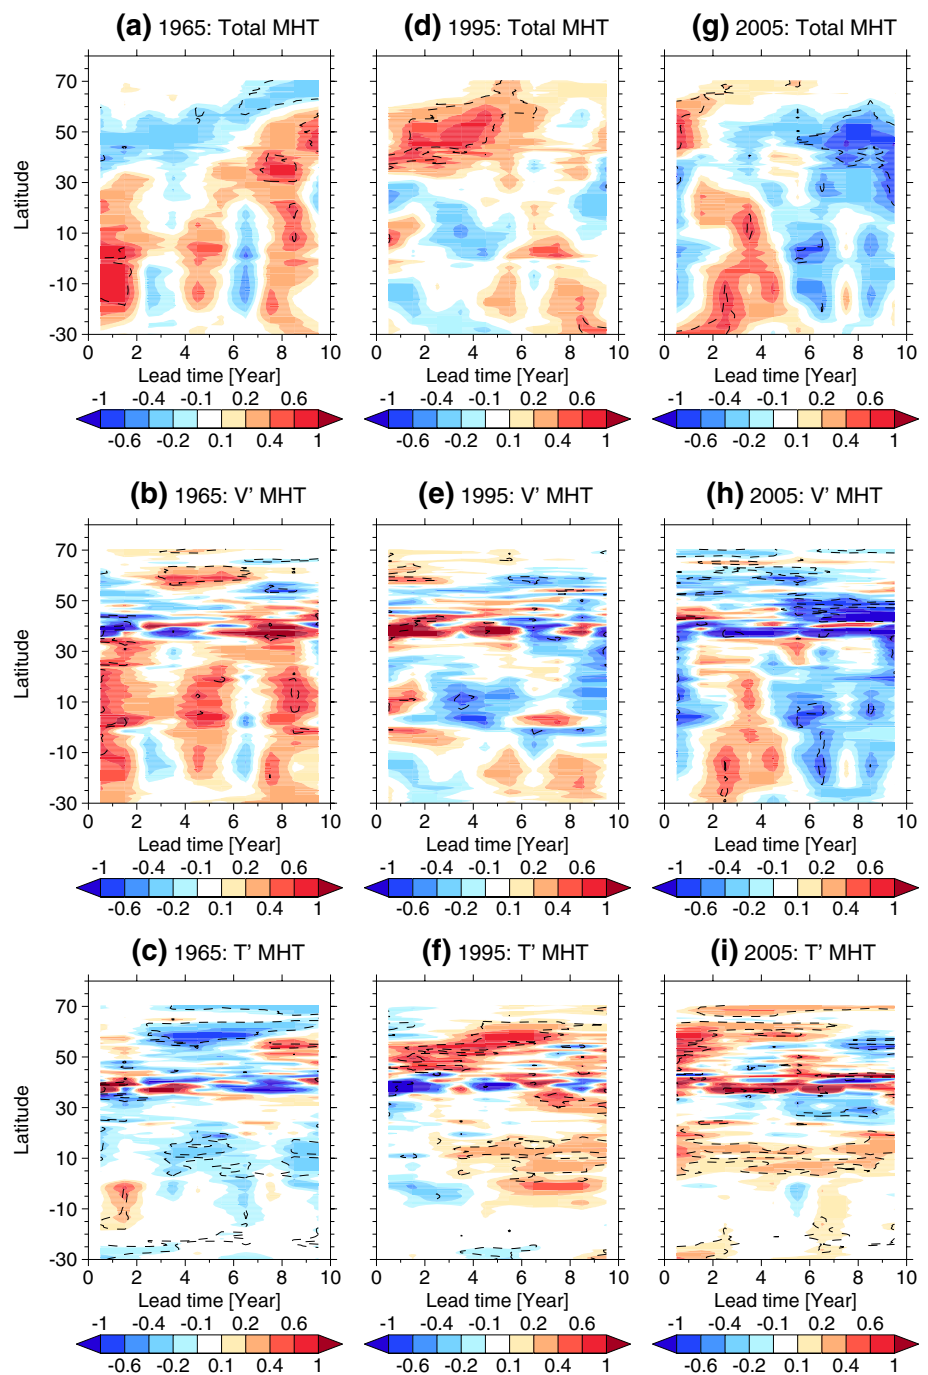 (a) 1965: Total MHT
(d) 1995: Total MHT
(g) 2005: Total MHT
Latitude
70
50
30
10
-10
-30
0 2 4 6 8 10
0 2 4 6 8 10
0 2 4 6 8 10
Lead time [Year]
Lead time [Year]
Lead time [Year]
-1 -0.4 -0.1 0.2 0.6
-0.6 -0.2 0.1 0.4 1
-1 -0.4 -0.2 0.1 0.6
-0.6 -0.2 0.1 0.4 1
-1 -0.4 -0.1 0.2 0.6
-0.6 -0.2 0.1 0.4 1
(b) 1965: V' MHT
(e) 1995: V' MHT
(h) 2005: V' MHT
Latitude
70
50
30
10
-10
-30
0 2 4 6 8 10
0 2 4 6 8 10
0 2 4 6 8 10
Lead time [Year]
Lead time [Year]
Lead time [Year]
-1 -0.4 -0.1 0.2 0.6
-0.6 -0.2 0.1 0.4 1
-1 -0.4 -0.1 0.2 0.6
-0.6 -0.2 0.1 0.4 1
-1 -0.4 -0.1 0.2 0.6
-0.6 -0.2 0.1 0.4 1
(c) 1965: T' MHT
(f) 1995: T' MHT
(i) 2005: T' MHT
Latitude
70
50
30
10
-10
-30
0 2 4 6 8 10
0 2 4 6 8 10
0 2 4 6 8 10
Lead time [Year]
Lead time [Year]
Lead time [Year]
-1 -0.4 -0.1 0.2 0.6
-0.6 -0.2 0.1 0.4 1
-1 -0.4 -0.1 0.2 0.6
-0.6 -0.2 0.1 0.4 1
-1 -0.4 -0.1 0.2 0.6
-0.6 -0.2 0.1 0.4 1